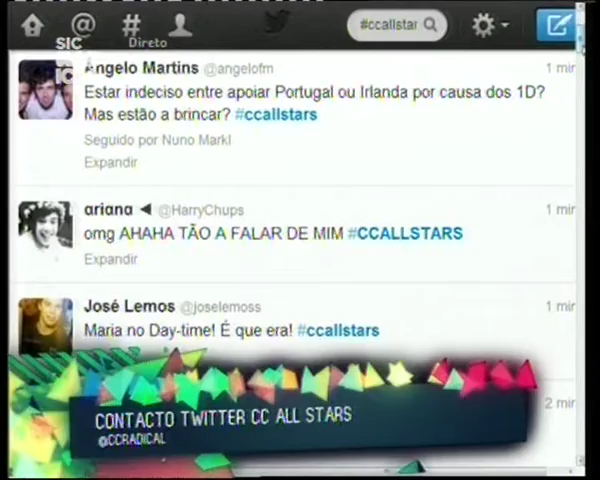 #ccallstar
SIC
Direto
Ângelo Martins @angelofm 1 min
Estar indeciso entre apoiar Portugal ou Irlanda por causa dos 1D?
Mas estão a brincar? #ccallstars
Seguido por Nuno Markl
Expandir
ariana ◄ @HarryChups 1 min
omg AHAHA TÃO A FALAR DE MIM #CCALLSTARS
Expandir
José Lemos @joselemoss 1 min
Maria no Day-time! É que era! #ccallstars
2 min
CONTACTO TWITTER CC ALL STARS
@CCRADICAL